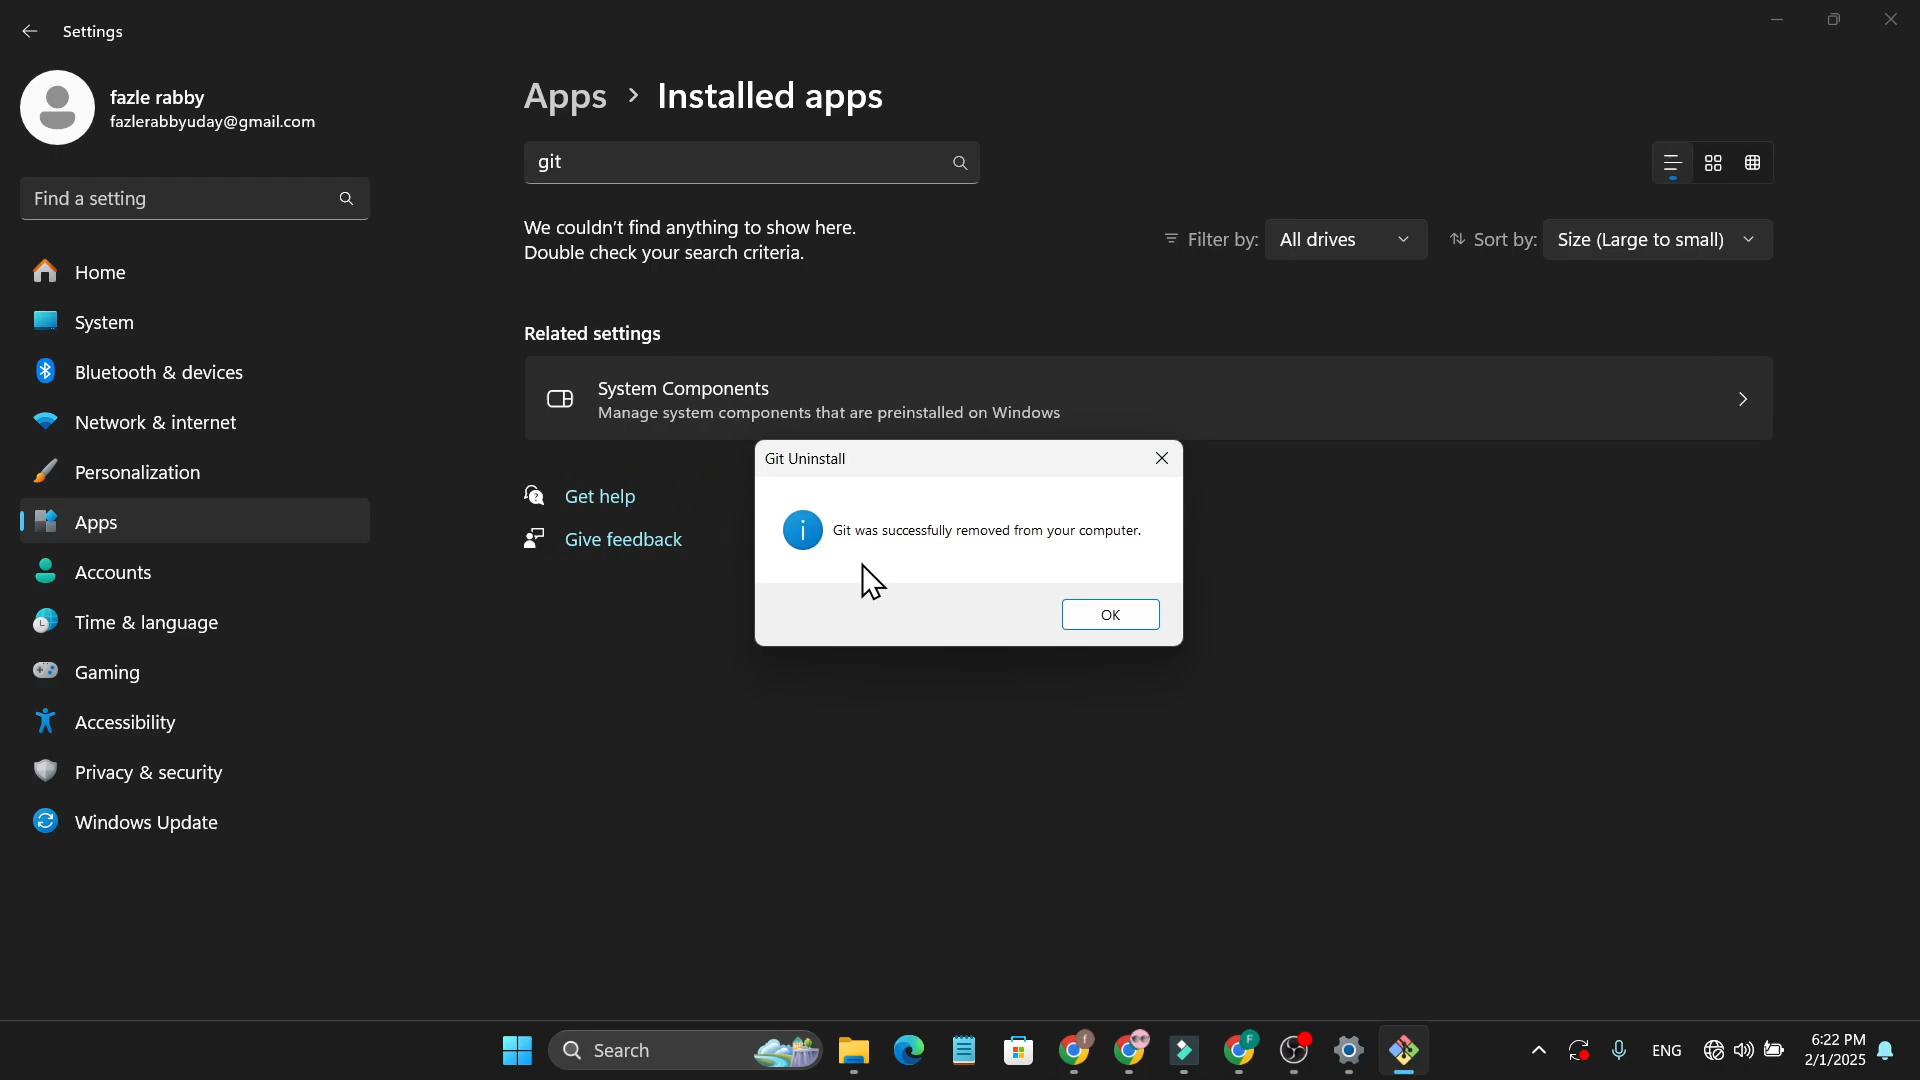 Settings
fazle rabby
fazlerabbyuday@gmail.com
Find a setting
Home
System
Bluetooth & devices
Network & internet
Personalization
Apps
Accounts
Time & language
Gaming
Accessibility
Privacy & security
Windows Update
Apps > Installed apps
git
We couldn't find anything to show here.
Double check your search criteria.
Filter by: All drives
Sort by: Size (Large to small)
Related settings
System Components
Manage system components that are preinstalled on Windows
Get help
Give feedback
Git Uninstall
Git was successfully removed from your computer.
OK
Search
f
F
ENG
6:22 PM
2/1/2025